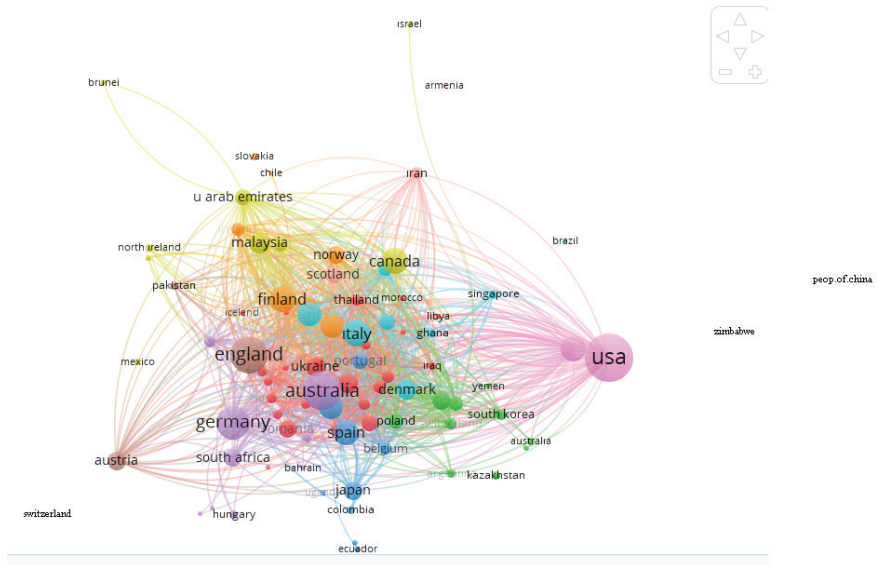 israel
brunei
armenia
slovakia
chile
iran
u arab emirates
brazil
malaysia
north ireland
norway
canada
scotland
peop.of.china
pakistan
singapore
finland
thailand
morocco
iceland
libya
zimbabwe
italy
ghana
england
usa
mexico
portugal
ukraine
iraq
australia
denmark
yemen
germany
poland
south korea
romania
spain
australia
belgium
south africa
austria
bahrain
kazakhstan
japan
colombia
switzerland
hungary
ecuador